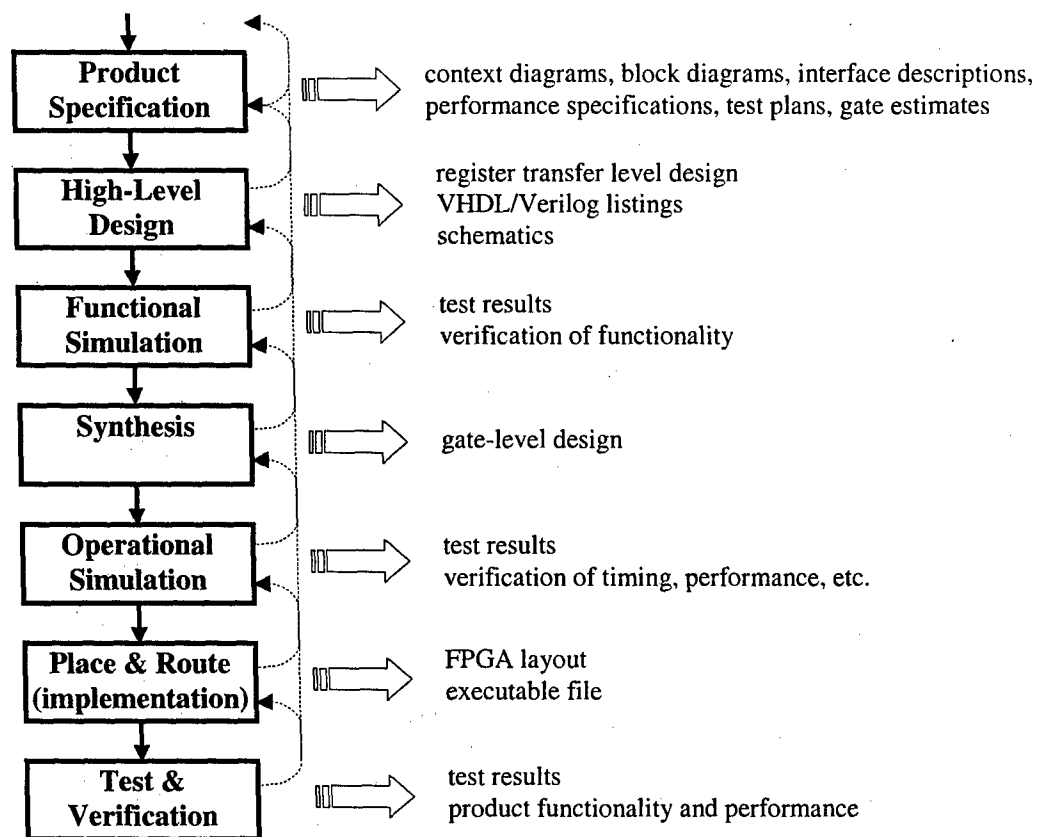 Product
Specification
context diagrams, block diagrams, interface descriptions,
performance specifications, test plans, gate estimates
High-Level
Design
register transfer level design
VHDL/Verilog listings
schematics
Functional
Simulation
test results
verification of functionality
Synthesis
gate-level design
Operational
Simulation
test results
verification of timing, performance, etc.
Place & Route
(implementation)
FPGA layout
executable file
Test &
Verification
test results
product functionality and performance